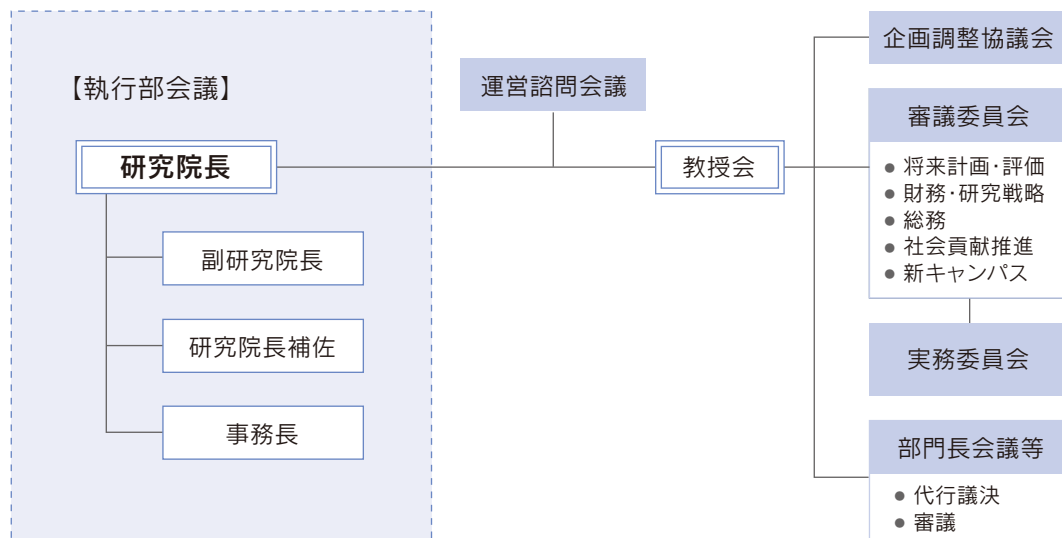 【執行部会議】
研究院長
副研究院長
研究院長補佐
事務長
運営諮問会議
教授会
企画調整協議会
審議委員会
● 将来計画・評価
● 財務・研究戦略
● 総務
● 社会貢献推進
● 新キャンパス
実務委員会
部門長会議等
● 代行議決
● 審議